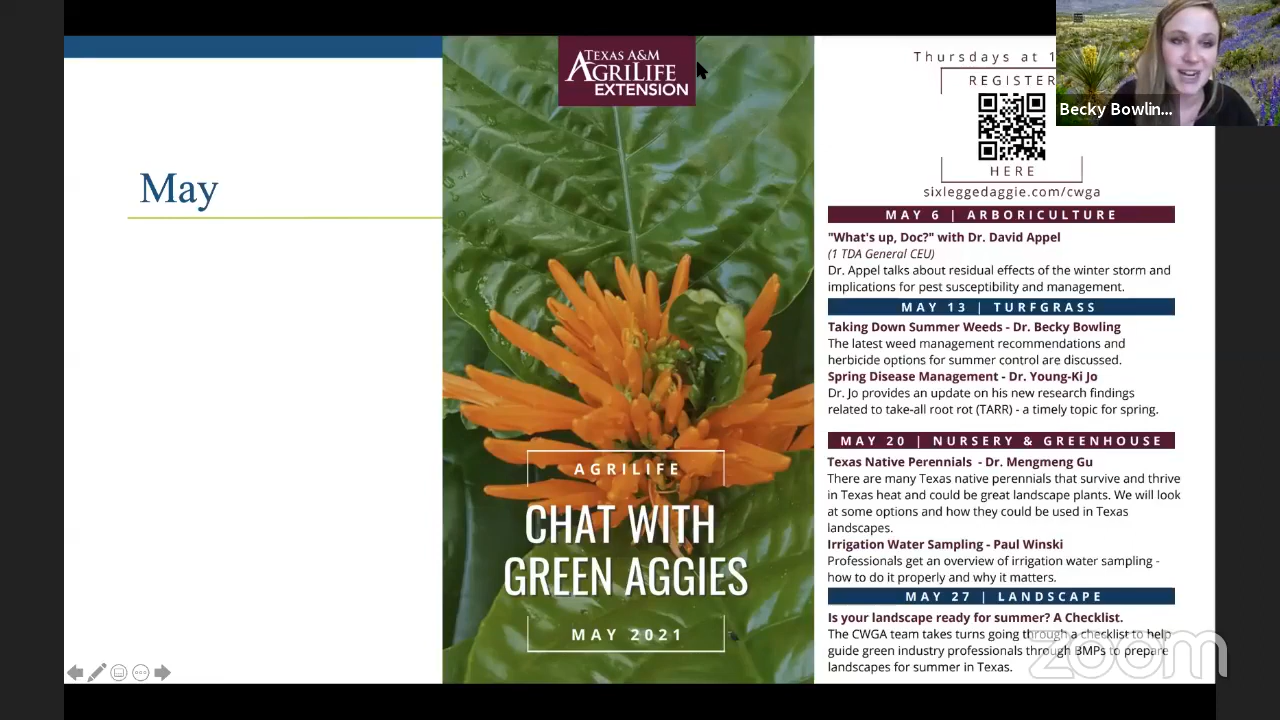 May
TEXAS A&M
AGRILIFE
EXTENSION
AGRILIFE
CHAT WITH
GREEN AGGIES
MAY 2021
Thursdays at 1
REGISTER
HERE
sixleggedaggie.com/cwga
MAY 6 | ARBORICULTURE
"What's up, Doc?" with Dr. David Appel
(1 TDA General CEU)
Dr. Appel talks about residual effects of the winter storm and
implications for pest susceptibility and management.
MAY 13 | TURFGRASS
Taking Down Summer Weeds - Dr. Becky Bowling
The latest weed management recommendations and
herbicide options for summer control are discussed.
Spring Disease Management - Dr. Young-Ki Jo
Dr. Jo provides an update on his new research findings
related to take-all root rot (TARR) - a timely topic for spring.
MAY 20 | NURSERY & GREENHOUSE
Texas Native Perennials - Dr. Mengmeng Gu
There are many Texas native perennials that survive and thrive
in Texas heat and could be great landscape plants. We will look
at some options and how they could be used in Texas
landscapes.
Irrigation Water Sampling - Paul Winski
Professionals get an overview of irrigation water sampling -
how to do it properly and why it matters.
MAY 27 | LANDSCAPE
Is your landscape ready for summer? A Checklist.
The CWGA team takes turns going through a checklist to help
guide green industry professionals through BMPs to prepare
landscapes for summer in Texas.
Becky Bowlin...
zoom